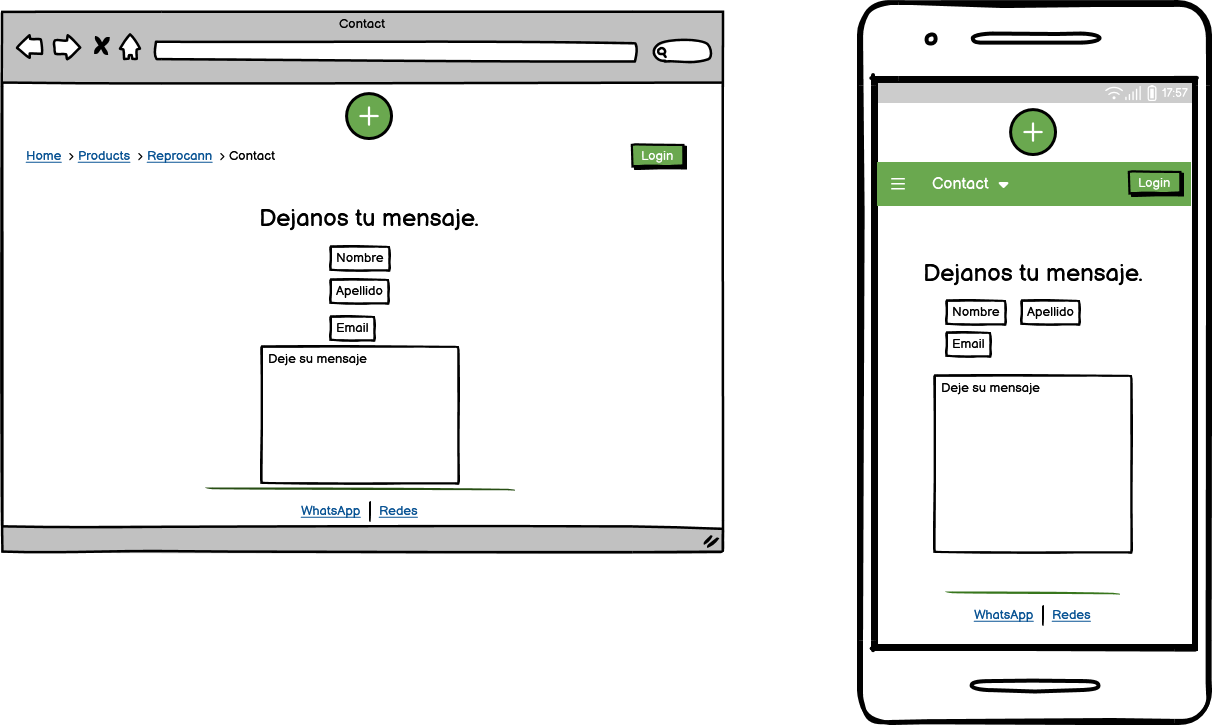 Contact
Home > Products > Reprocann > Contact
Login
Dejanos tu mensaje.
Nombre
Apellido
Email
Deje su mensaje
WhatsApp | Redes
17:57
Contact
Login
Dejanos tu mensaje.
Nombre Apellido
Email
Deje su mensaje
WhatsApp | Redes